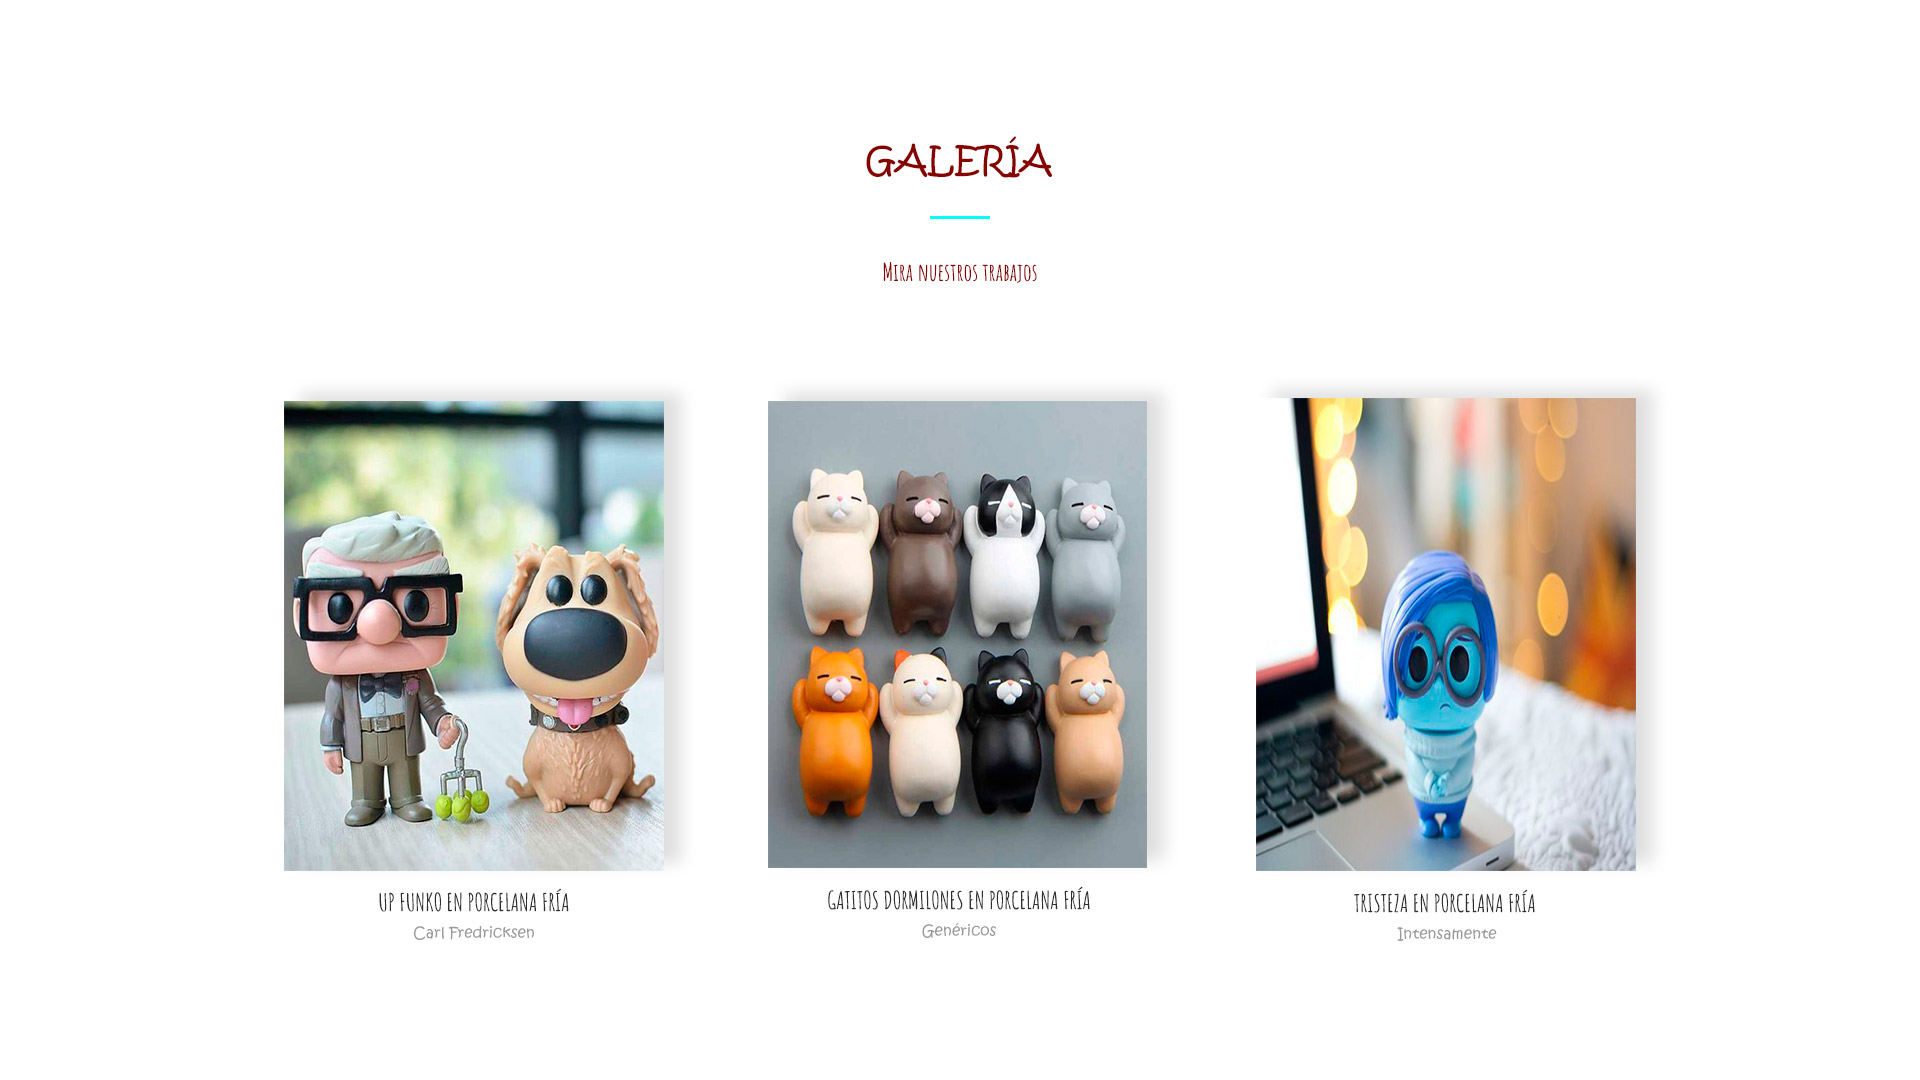 GALERÍA
Mira nuestros trabajos
UP FUNKO EN PORCELANA FRÍA
Carl Fredricksen
GATITOS DORMILONES EN PORCELANA FRÍA
Genéricos
TRISTEZA EN PORCELANA FRÍA
Intensamente